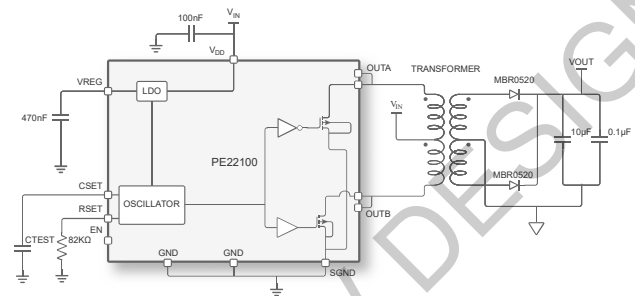 100nF
VIN
VDD
VREG
LDO
470nF
OUTA
TRANSFORMER
MBR0520
VOUT
VIN
10µF
0.1µF
PE22100
CSET
OSCILLATOR
RSET
EN
CTEST
82KΩ
MBR0520
OUTB
GND
GND
SGND
DESIGN